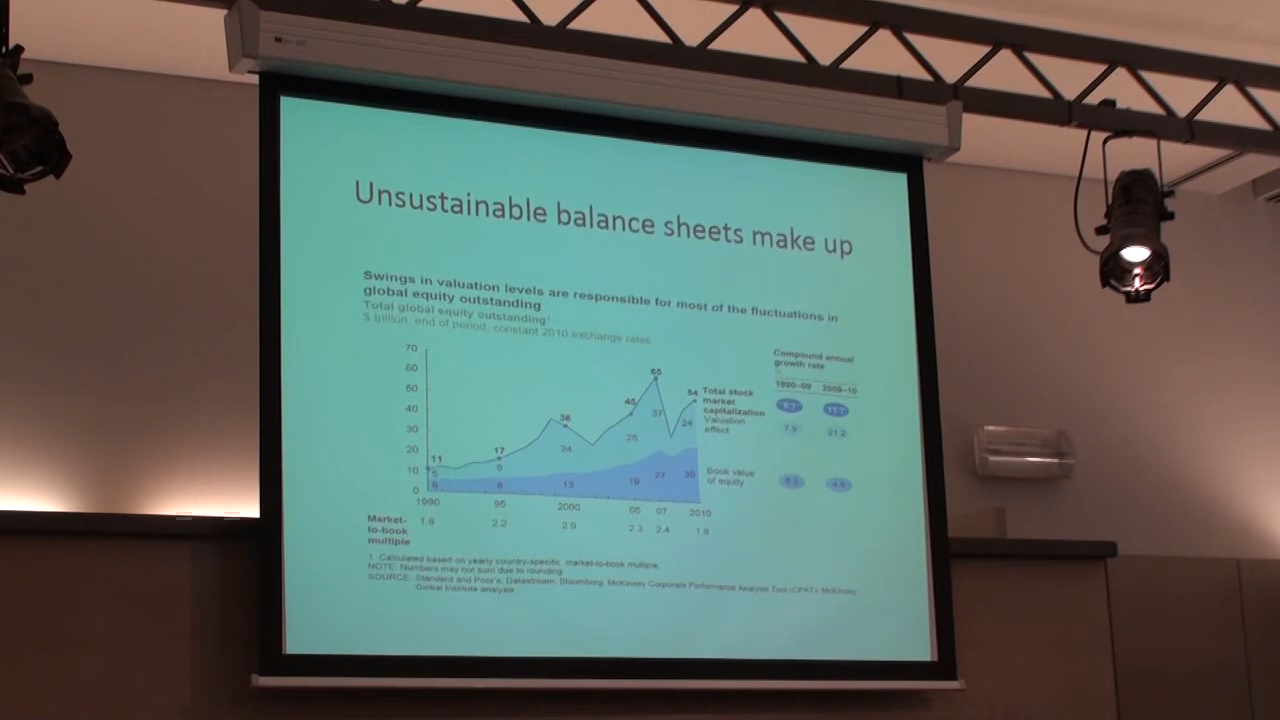 Unsustainable balance sheets make up
Swings in valuation levels are responsible for most of the fluctuations in
global equity outstanding
Total global equity outstanding¹
$ trillion, end of period, constant 2010 exchange rates
70
60
50
40
30
20
10
0
11
17
36
45
65
54
5
9
24
26
37
24
6
8
13
19
27
30
Total stock
market
capitalization
Valuation
effect
Book value
of equity
1990
95
2000
05
07
2010
Market-
to-book
multiple
1.8
2.2
2.9
2.3
2.4
1.8
Compound annual
growth rate
%
1990–09
2009–10
7.9
21.2
1 Calculated based on yearly country-specific market-to-book multiple.
NOTE: Numbers may not sum due to rounding.
SOURCE: Standard and Poor's; Datastream; Bloomberg; McKinsey Corporate Performance Analysis Tool (CPAT); McKinsey
Global Institute analysis